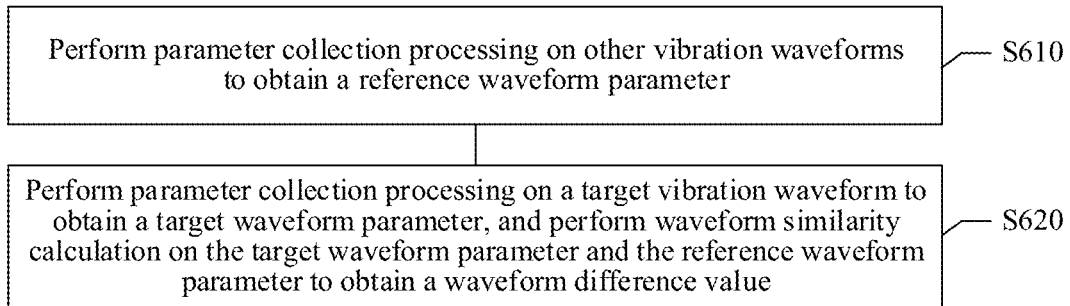 Perform parameter collection processing on other vibration waveforms
to obtain a reference waveform parameter
S610
Perform parameter collection processing on a target vibration waveform to
obtain a target waveform parameter, and perform waveform similarity
calculation on the target waveform parameter and the reference waveform
parameter to obtain a waveform difference value
S620